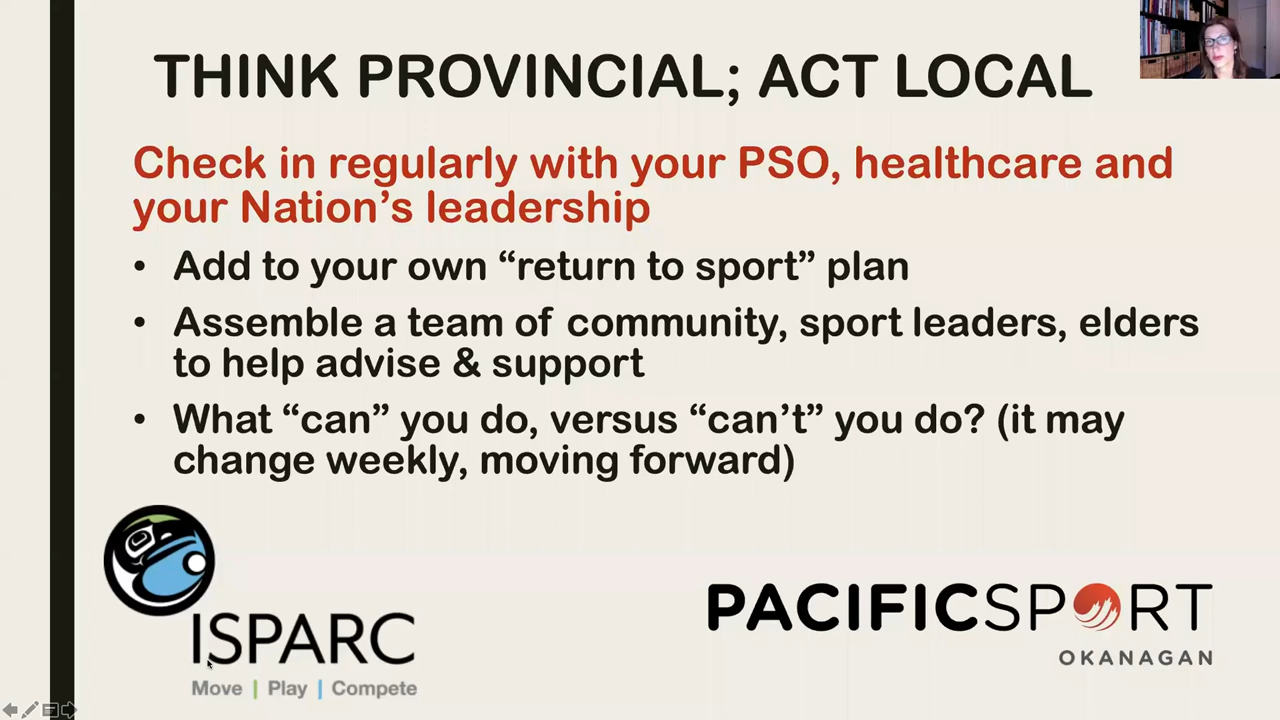 THINK PROVINCIAL; ACT LOCAL
Check in regularly with your PSO, healthcare and
your Nation’s leadership
• Add to your own “return to sport” plan
• Assemble a team of community, sport leaders, elders
to help advise & support
• What “can” you do, versus “can’t” you do? (it may
change weekly, moving forward)
ISPARC
Move | Play | Compete
PACIFICSPORT
OKANAGAN